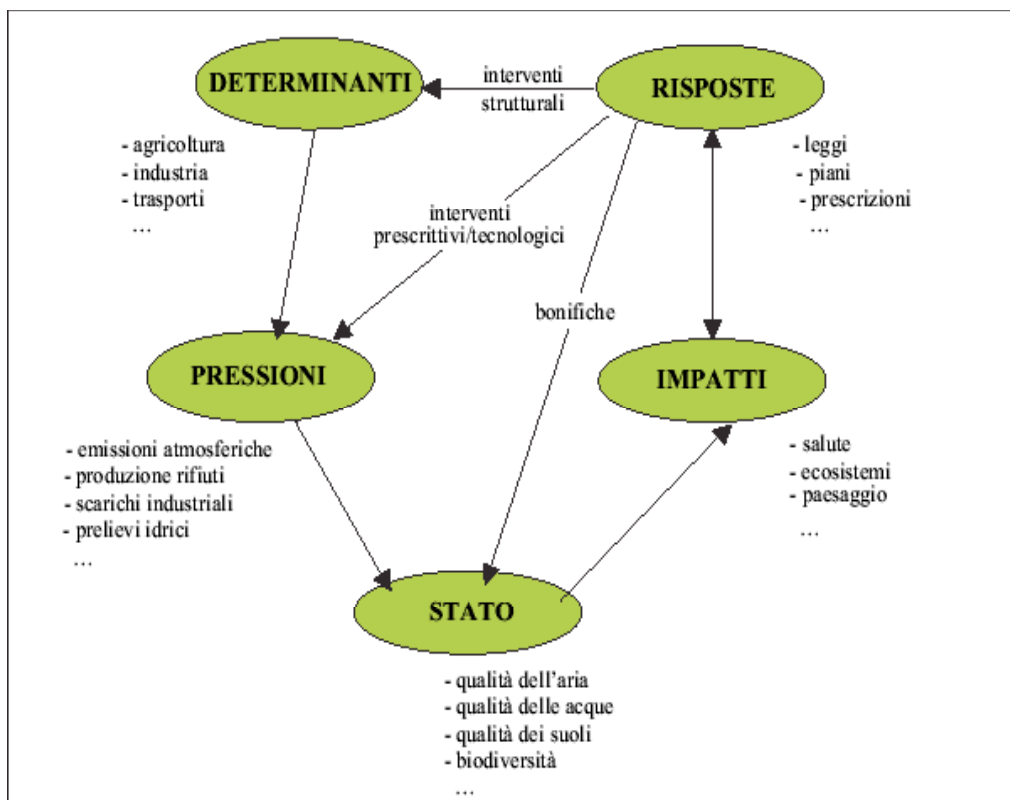 DETERMINANTI
- agricoltura
- industria
- trasporti
...
interventi
strutturali
RISPOSTE
- leggi
- piani
- prescrizioni
...
interventi
prescrittivi/tecnologici
bonifiche
PRESSIONI
- emissioni atmosferiche
- produzione rifiuti
- scarichi industriali
- prelievi idrici
...
IMPATTI
- salute
- ecosistemi
- paesaggio
...
STATO
- qualità dell'aria
- qualità delle acque
- qualità dei suoli
- biodiversità
...